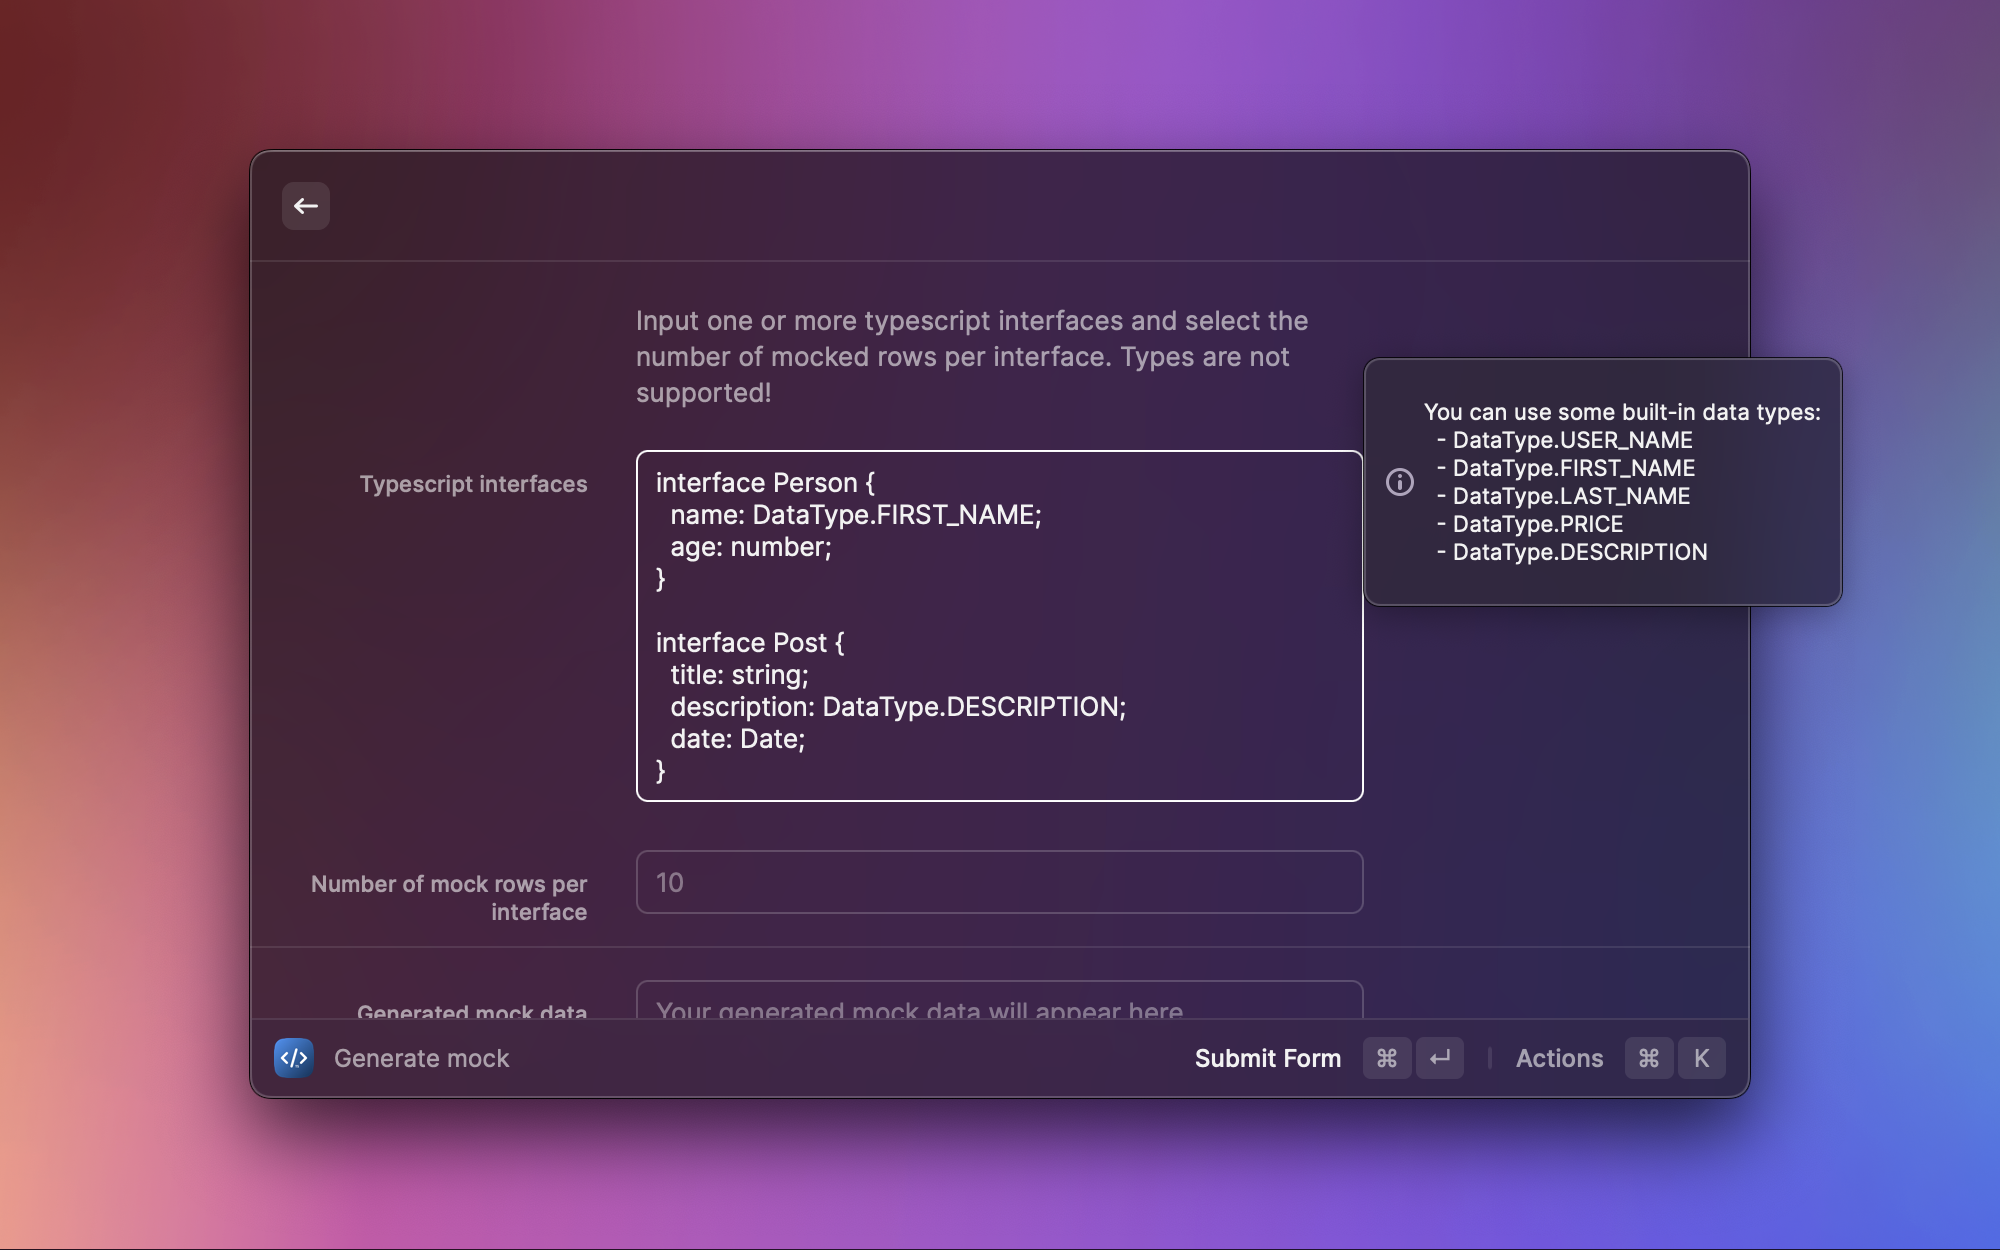 Input one or more typescript interfaces and select the
number of mocked rows per interface. Types are not
supported!
Typescript interfaces
interface Person {
  name: DataType.FIRST_NAME;
  age: number;
}

interface Post {
  title: string;
  description: DataType.DESCRIPTION;
  date: Date;
}
You can use some built-in data types:
  - DataType.USER_NAME
  - DataType.FIRST_NAME
  - DataType.LAST_NAME
  - DataType.PRICE
  - DataType.DESCRIPTION
Number of mock rows per
interface
10
Generated mock data
Your generated mock data will appear here
</> Generate mock
Submit Form ⌘ ↵ | Actions ⌘ K